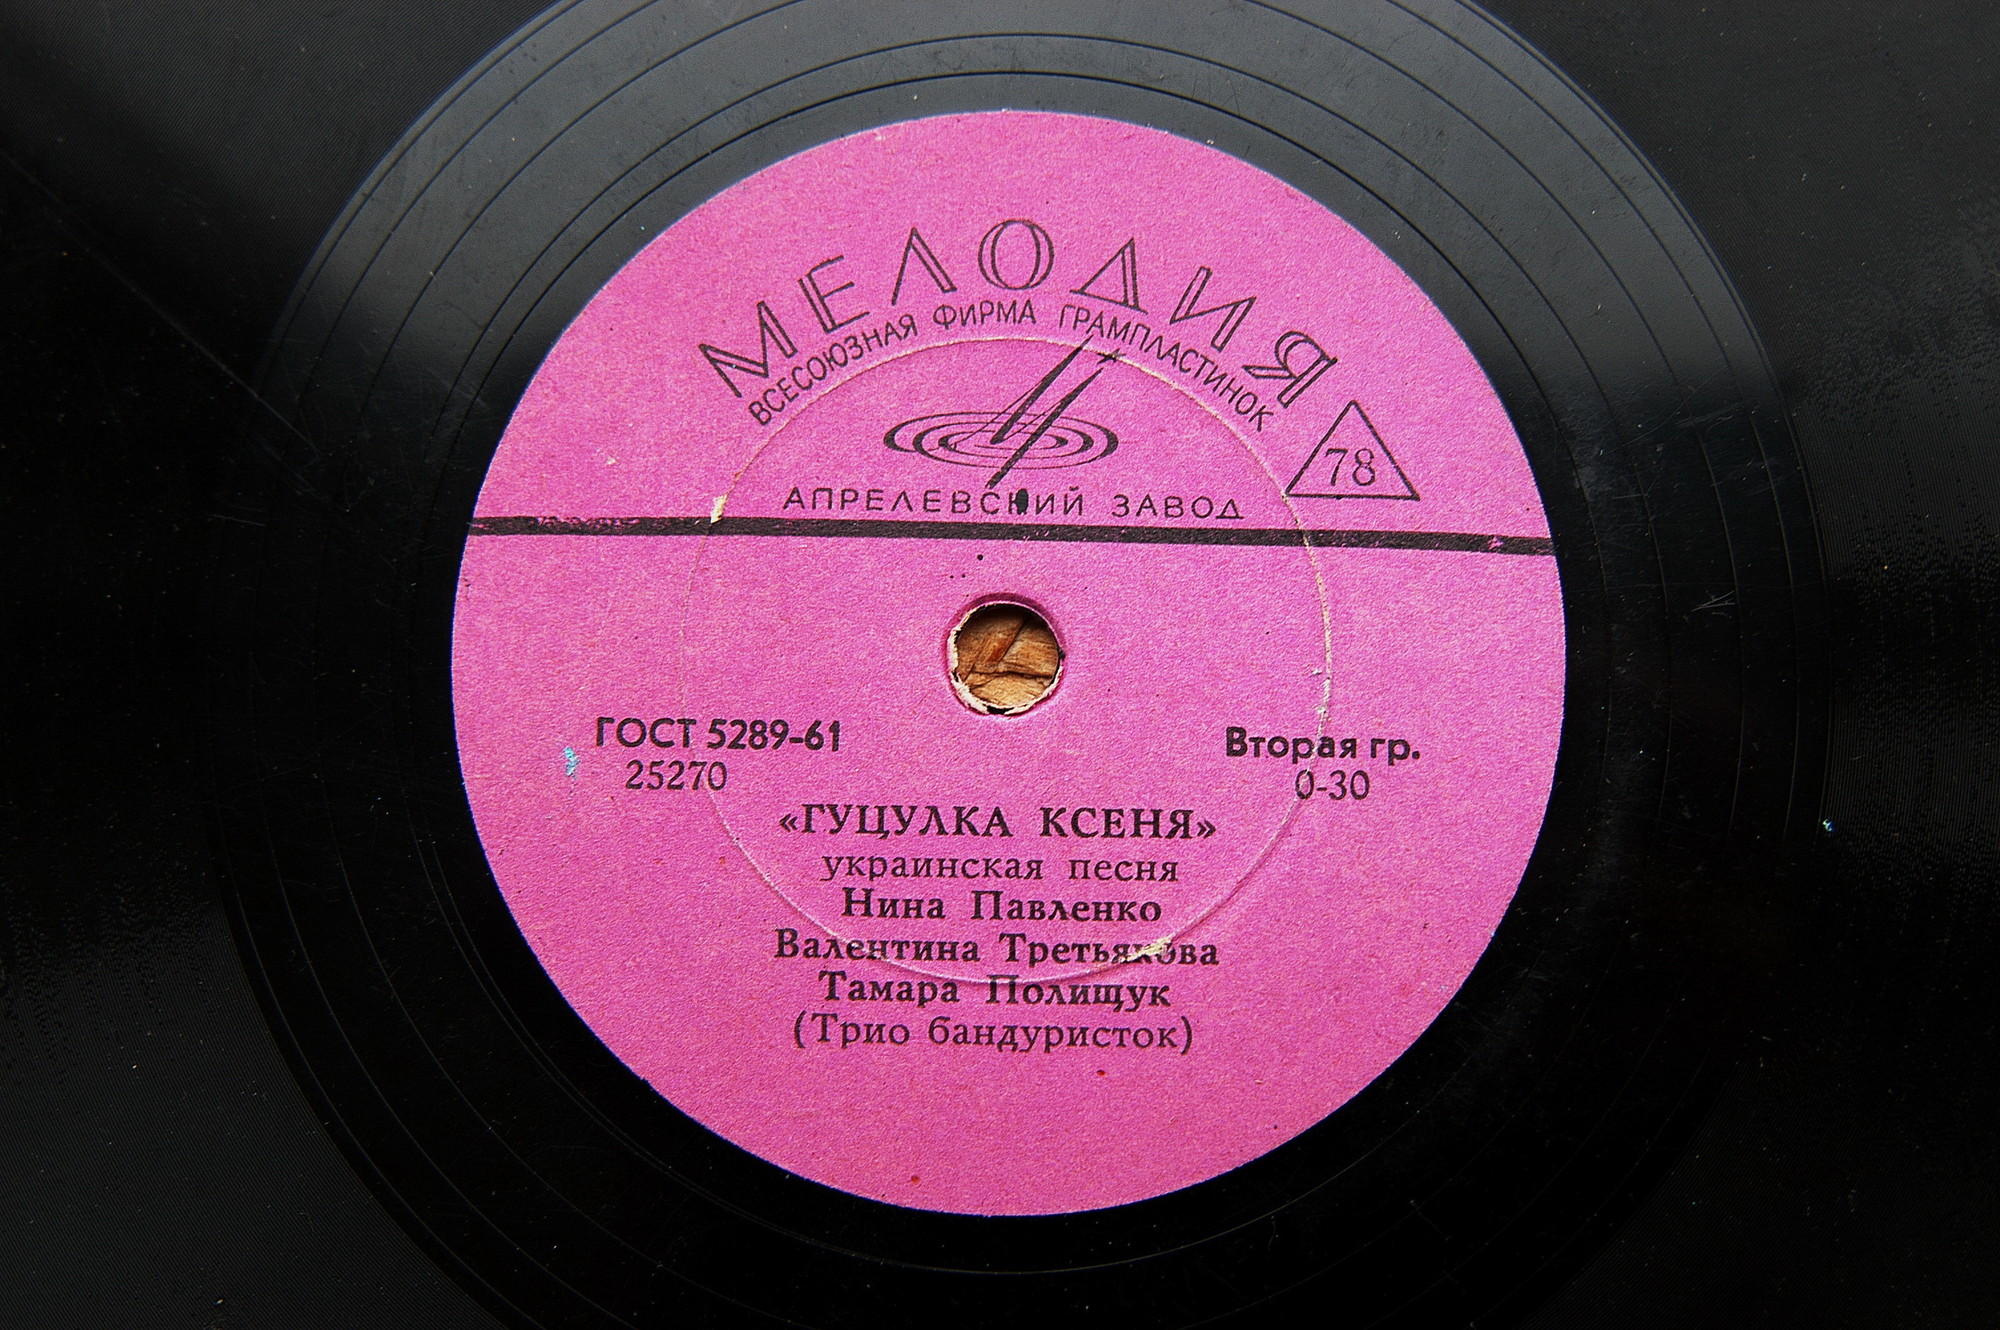 МЕЛОДИЯ
ВСЕСОЮЗНАЯ ФИРМА ГРАМПЛАСТИНОК
78
АПРЕЛЕВСКИЙ ЗАВОД
ГОСТ 5289-61
25270
Вторая гр.
0-30
«ГУЦУЛКА КСЕНЯ»
украинская песня
Нина Павленко
Валентина Третьякова
Тамара Полищук
(Трио бандуристок)